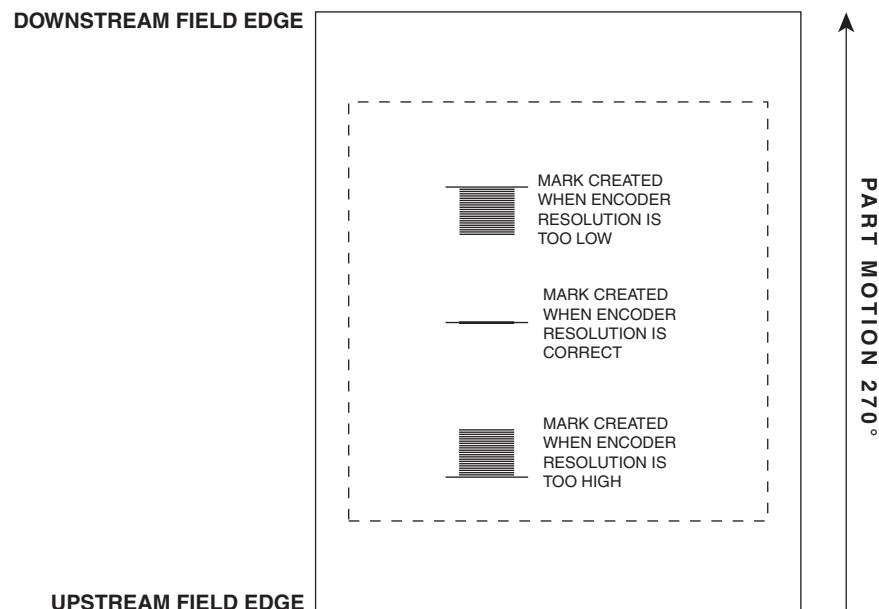 DOWNSTREAM FIELD EDGE
MARK CREATED
WHEN ENCODER
RESOLUTION IS
TOO LOW
MARK CREATED
WHEN ENCODER
RESOLUTION IS
CORRECT
MARK CREATED
WHEN ENCODER
RESOLUTION IS
TOO HIGH
PART MOTION 270°
UPSTREAM FIELD EDGE